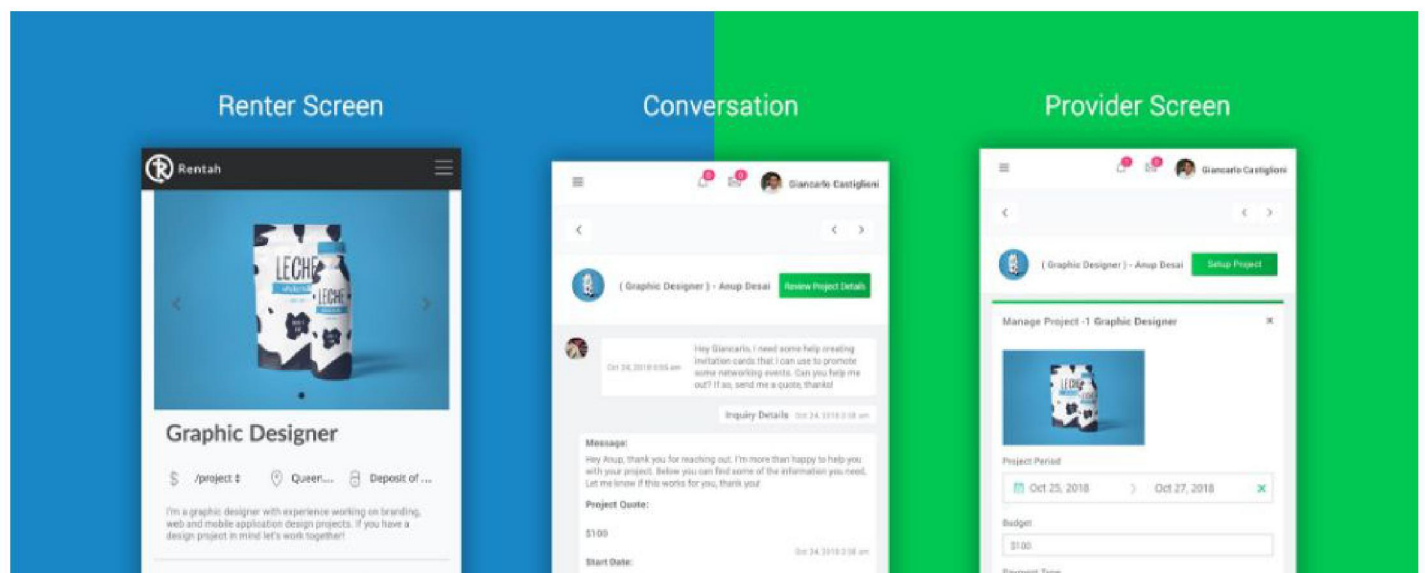 Renter Screen
Conversation
Provider Screen
Rentah
LECHE
LECHE
Graphic Designer
/project
Queen....
Deposit of ...
I'm a graphic designer with experience working on branding,
web and mobile application design projects. If you have a
design project in mind let's work together!
0
0
Giancarlo Castiglioni
( Graphic Designer ) - Anup Desai
Review Project Details
Hey Giancarlo, I need some help creating
invitation cards that I can use to promote
some networking events. Can you help me
out? If so, send me a quote, thanks!
Oct 24, 2018
Inquiry Details
Message:
Hey Anup, thank you for reaching out. I'm more than happy to help you
with your project. Below you can find some of the information you need.
Let me know if this works for you, thank you!
Project Quote:
$100
Start Date:
0
0
Giancarlo Castiglioni
( Graphic Designer ) - Anup Desai
Setup Project
Manage Project -1 Graphic Designer
LECHE
Project Period
Oct 25, 2018
Oct 27, 2018
Budget
$100
Payment Type